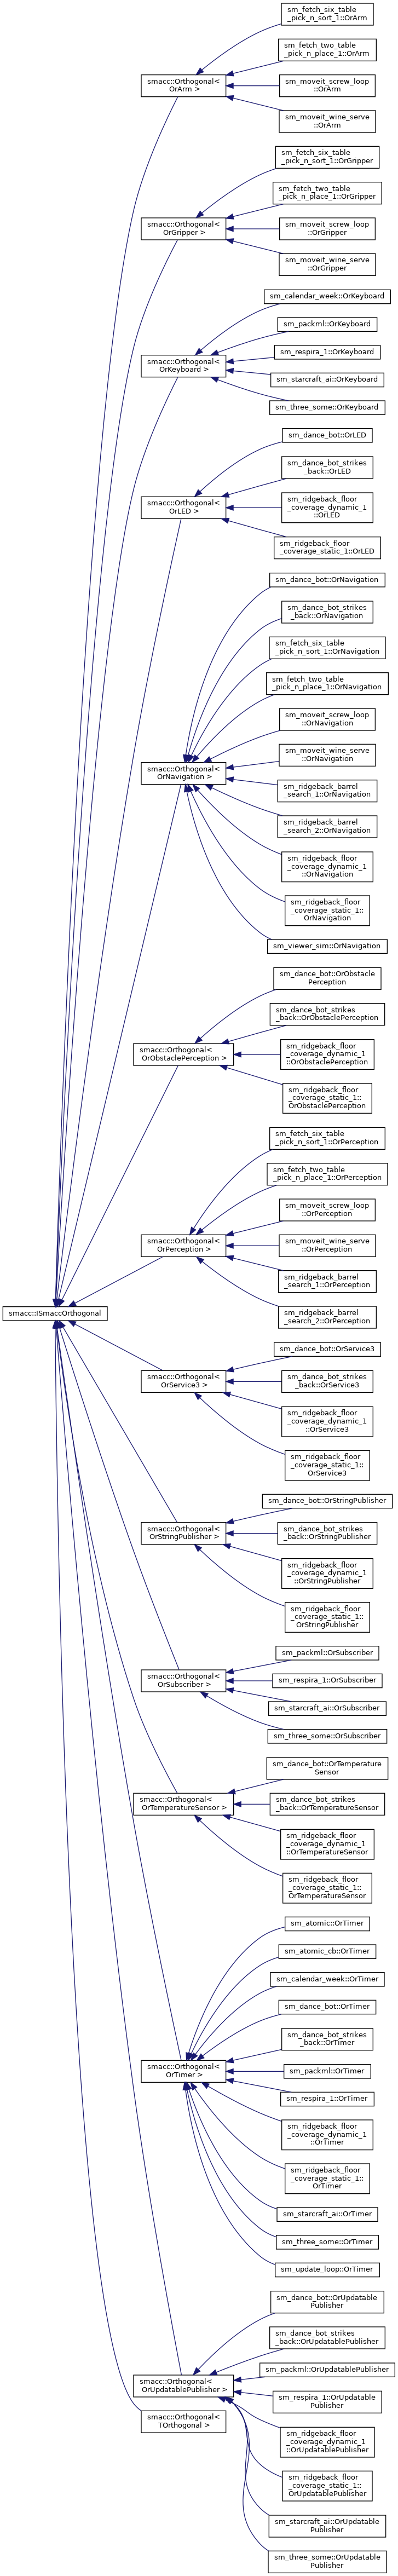 sm_fetch_six_table
_pick_n_sort_1::OrArm
sm_fetch_two_table
_pick_n_place_1::OrArm
smacc::Orthogonal<
OrArm >
sm_moveit_screw_loop
::OrArm
sm_moveit_wine_serve
::OrArm
sm_fetch_six_table
_pick_n_sort_1::OrGripper
sm_fetch_two_table
_pick_n_place_1::OrGripper
smacc::Orthogonal<
OrGripper >
sm_moveit_screw_loop
::OrGripper
sm_moveit_wine_serve
::OrGripper
sm_calendar_week::OrKeyboard
sm_packml::OrKeyboard
sm_respira_1::OrKeyboard
smacc::Orthogonal<
OrKeyboard >
sm_starcraft_ai::OrKeyboard
sm_three_some::OrKeyboard
sm_dance_bot::OrLED
sm_dance_bot_strikes
_back::OrLED
smacc::Orthogonal<
OrLED >
sm_ridgeback_floor
_coverage_dynamic_1
::OrLED
sm_ridgeback_floor
_coverage_static_1::OrLED
sm_dance_bot::OrNavigation
sm_dance_bot_strikes
_back::OrNavigation
sm_fetch_six_table
_pick_n_sort_1::OrNavigation
sm_fetch_two_table
_pick_n_place_1::OrNavigation
sm_moveit_screw_loop
::OrNavigation
sm_moveit_wine_serve
::OrNavigation
smacc::Orthogonal<
OrNavigation >
sm_ridgeback_barrel
_search_1::OrNavigation
sm_ridgeback_barrel
_search_2::OrNavigation
sm_ridgeback_floor
_coverage_dynamic_1
::OrNavigation
sm_ridgeback_floor
_coverage_static_1::
OrNavigation
sm_viewer_sim::OrNavigation
sm_dance_bot::OrObstacle
Perception
sm_dance_bot_strikes
_back::OrObstaclePerception
smacc::Orthogonal<
OrObstaclePerception >
sm_ridgeback_floor
_coverage_dynamic_1
::OrObstaclePerception
sm_ridgeback_floor
_coverage_static_1::
OrObstaclePerception
sm_fetch_six_table
_pick_n_sort_1::OrPerception
sm_fetch_two_table
_pick_n_place_1::OrPerception
sm_moveit_screw_loop
::OrPerception
smacc::Orthogonal<
OrPerception >
sm_moveit_wine_serve
::OrPerception
sm_ridgeback_barrel
_search_1::OrPerception
sm_ridgeback_barrel
_search_2::OrPerception
smacc::ISmaccOrthogonal
sm_dance_bot::OrService3
smacc::Orthogonal<
OrService3 >
sm_dance_bot_strikes
_back::OrService3
sm_ridgeback_floor
_coverage_dynamic_1
::OrService3
sm_ridgeback_floor
_coverage_static_1::
OrService3
sm_dance_bot::OrStringPublisher
smacc::Orthogonal<
OrStringPublisher >
sm_dance_bot_strikes
_back::OrStringPublisher
sm_ridgeback_floor
_coverage_dynamic_1
::OrStringPublisher
sm_ridgeback_floor
_coverage_static_1::
OrStringPublisher
sm_packml::OrSubscriber
smacc::Orthogonal<
OrSubscriber >
sm_respira_1::OrSubscriber
sm_starcraft_ai::OrSubscriber
sm_three_some::OrSubscriber
sm_dance_bot::OrTemperature
Sensor
smacc::Orthogonal<
OrTemperatureSensor >
sm_dance_bot_strikes
_back::OrTemperatureSensor
sm_ridgeback_floor
_coverage_dynamic_1
::OrTemperatureSensor
sm_ridgeback_floor
_coverage_static_1::
OrTemperatureSensor
sm_atomic::OrTimer
sm_atomic_cb::OrTimer
sm_calendar_week::OrTimer
sm_dance_bot::OrTimer
sm_dance_bot_strikes
_back::OrTimer
smacc::Orthogonal<
OrTimer >
sm_packml::OrTimer
sm_respira_1::OrTimer
sm_ridgeback_floor
_coverage_dynamic_1
::OrTimer
sm_ridgeback_floor
_coverage_static_1::
OrTimer
sm_starcraft_ai::OrTimer
sm_three_some::OrTimer
sm_update_loop::OrTimer
sm_dance_bot::OrUpdatable
Publisher
sm_dance_bot_strikes
_back::OrUpdatablePublisher
sm_packml::OrUpdatablePublisher
smacc::Orthogonal<
OrUpdatablePublisher >
sm_respira_1::OrUpdatable
Publisher
smacc::Orthogonal<
TOrthogonal >
sm_ridgeback_floor
_coverage_dynamic_1
::OrUpdatablePublisher
sm_ridgeback_floor
_coverage_static_1::
OrUpdatablePublisher
sm_starcraft_ai::OrUpdatable
Publisher
sm_three_some::OrUpdatable
Publisher